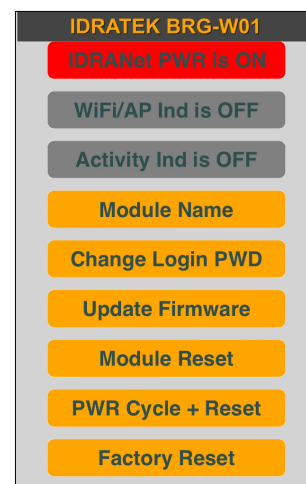 IDRATEK BRG-W01
IDRANet PWR is ON
WiFi/AP Ind is OFF
Activity Ind is OFF
Module Name
Change Login PWD
Update Firmware
Module Reset
PWR Cycle + Reset
Factory Reset